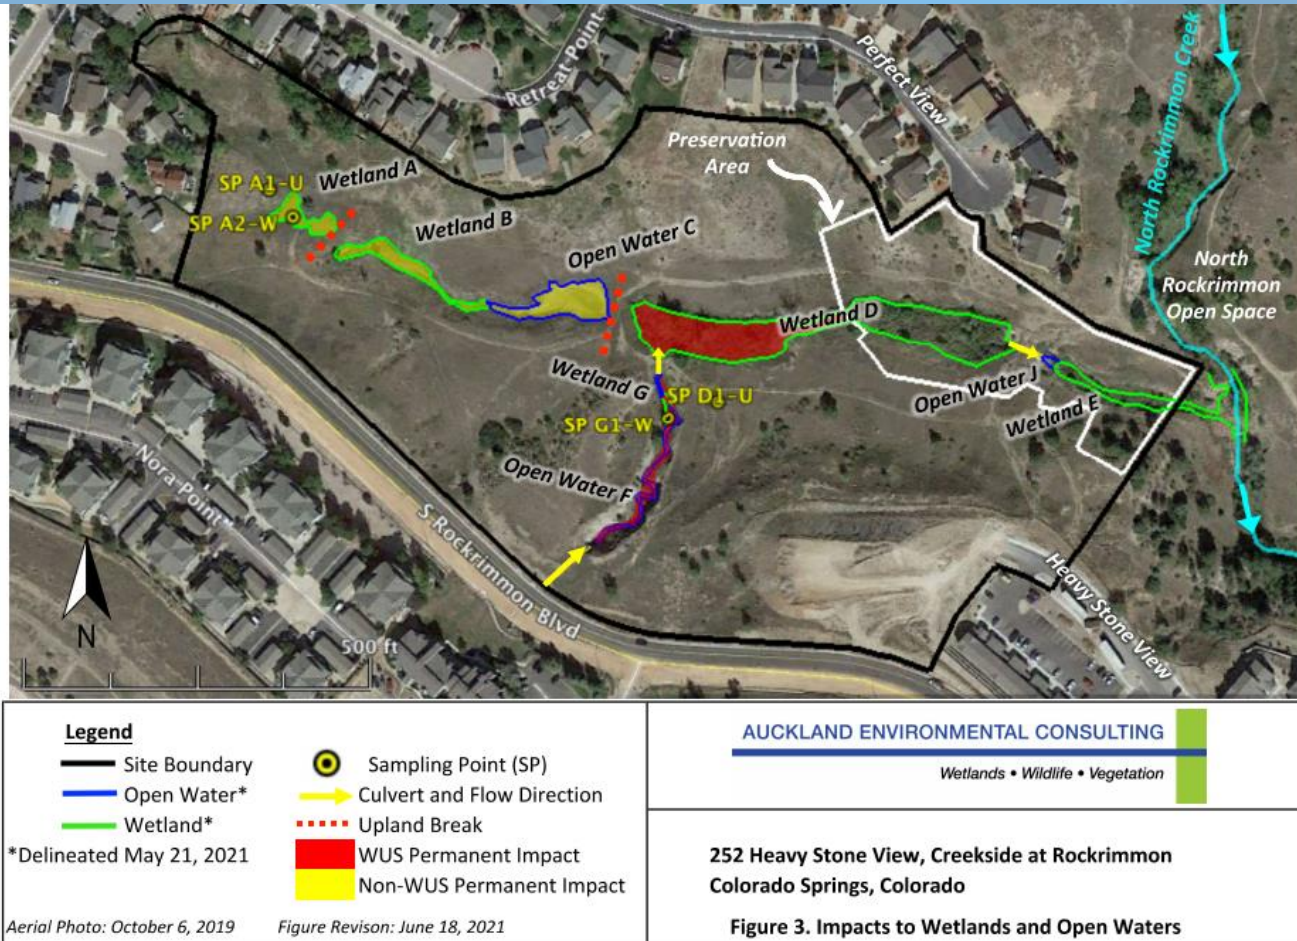 Retreat Point
Perfect View
North Rockrimmon Creek
Preservation
Area
SP A1-U
Wetland A
SP A2-W
Wetland B
Open Water C
North
Rockrimmon
Open Space
Wetland D
Wetland G
SP D1-U
Open Water J
SP G1-W
Wetland E
Open Water F
Nora Point
S Rockrimmon Blvd
Heavy Stone View
N
500 ft
Legend
Site Boundary
Open Water*
Wetland*
*Delineated May 21, 2021
Sampling Point (SP)
Culvert and Flow Direction
Upland Break
WUS Permanent Impact
Non-WUS Permanent Impact
Aerial Photo: October 6, 2019
Figure Revison: June 18, 2021
AUCKLAND ENVIRONMENTAL CONSULTING
Wetlands • Wildlife • Vegetation
252 Heavy Stone View, Creekside at Rockrimmon
Colorado Springs, Colorado
Figure 3. Impacts to Wetlands and Open Waters